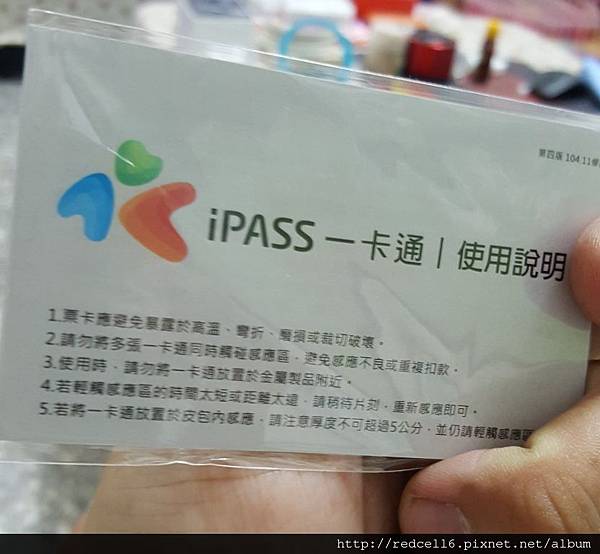 第四版 104.11
iPASS 一卡通｜使用說明
1.票卡應避免暴露於高溫、彎折、磨損或裁切破壞。
2.請勿將多張一卡通同時觸碰感應區，避免感應不良或重複扣款。
3.使用時，請勿將一卡通放置於金屬製品附近。
4.若輕觸感應區的時間太短或距離太遠，請稍待片刻，重新感應即可。
5.若將一卡通放置於皮包內感應，請注意厚度不可超過5公分，並仍請輕觸感應區
http://redcell6.pixnet.net/album